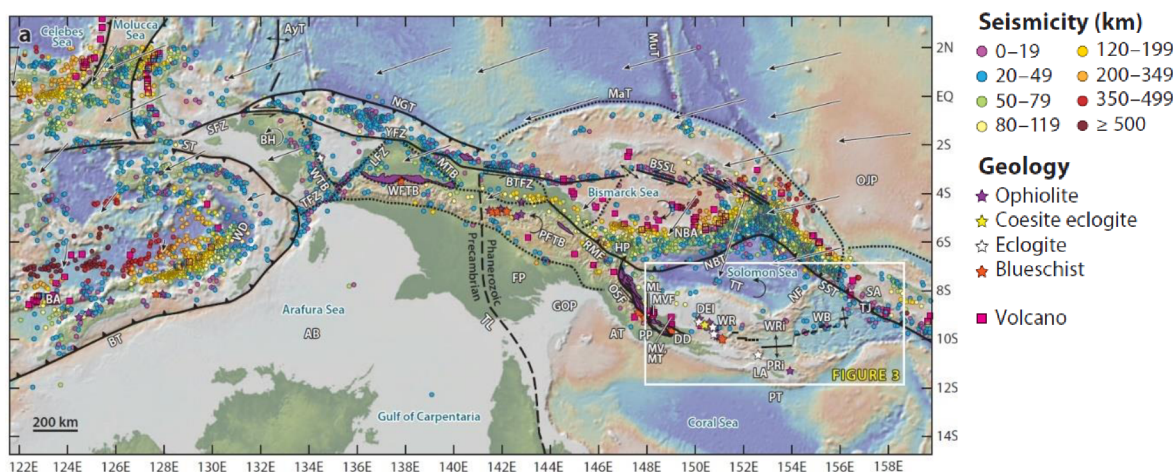 a
Celebes
Sea
Molucca
Sea
AyT
MuT
2N
EQ
2S
4S
6S
8S
10S
12S
14S
NGT
MaT
SFZ
YFZ
BH
ST
LFZ
WTB
MTB
BTFZ
BSSL
OJP
Bismarck Sea
WFTB
TFZ
WD
PFTB
RMF
HP
NBA
NBT
Solomon Sea
TT
Phanerozoic
Precambrian
FP
BA
Arafura Sea
AB
BT
TL
GOP
OSF
ML
MVF
DEI
WR
NF
SST
SA
TJ
WB
WRi
AT
PP
DD
MV,
MT
LA
PRi
FIGURE 3
PT
Gulf of Carpentaria
Coral Sea
200 km
122E 124E 126E 128E 130E 132E 134E 136E 138E 140E 142E 144E 146E 148E 150E 152E 154E 156E 158E
Seismicity (km)
0–19
20–49
50–79
80–119
120–199
200–349
350–499
≥ 500
Geology
Ophiolite
Coesite eclogite
Eclogite
Blueschist
Volcano